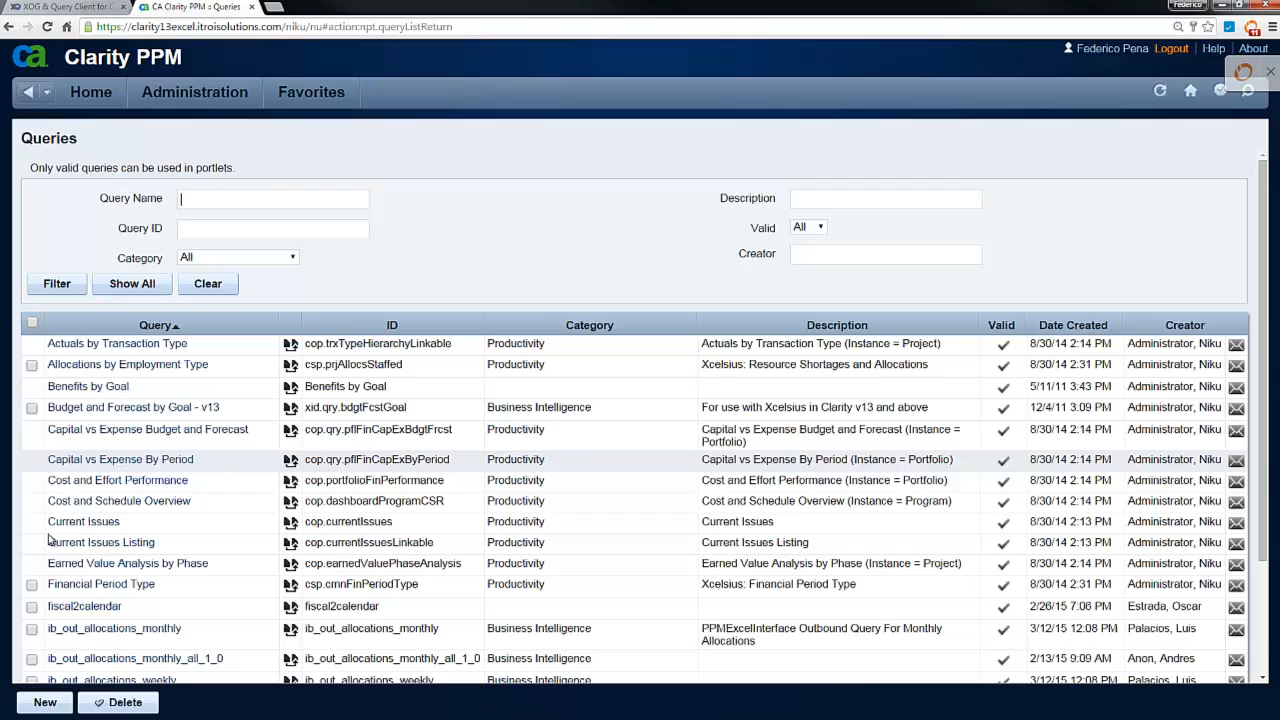 XOG & Query Client for C
CA Clarity PPM :: Queries
Federico
https://clarity13excel.itroisolutions.com/niku/nu#action:npt.queryListReturn
ca Clarity PPM
Federico Pena Logout | Help | About
Home Administration Favorites
Queries
Only valid queries can be used in portlets.
Query Name Description
Query ID Valid All
Category All Creator
Filter Show All Clear
Query ID Category Description Valid Date Created Creator
Actuals by Transaction Type cop.trxTypeHierarchyLinkable Productivity Actuals by Transaction Type (Instance = Project) 8/30/14 2:14 PM Administrator, Niku
Allocations by Employment Type csp.prjAllocsStaffed Productivity Xcelsius: Resource Shortages and Allocations 8/30/14 2:31 PM Administrator, Niku
Benefits by Goal Benefits by Goal 5/11/11 3:43 PM Administrator, Niku
Budget and Forecast by Goal - v13 xid.qry.bdgtFcstGoal Business Intelligence For use with Xcelsius in Clarity v13 and above 12/4/11 3:09 PM Administrator, Niku
Capital vs Expense Budget and Forecast cop.qry.pflFinCapExBdgtFrcst Productivity Capital vs Expense Budget and Forecast (Instance = 8/30/14 2:14 PM Administrator, Niku
Portfolio)
Capital vs Expense By Period cop.qry.pflFinCapExByPeriod Productivity Capital vs Expense By Period (Instance = Portfolio) 8/30/14 2:14 PM Administrator, Niku
Cost and Effort Performance cop.portfolioFinPerformance Productivity Cost and Effort Performance (Instance = Portfolio) 8/30/14 2:14 PM Administrator, Niku
Cost and Schedule Overview cop.dashboardProgramCSR Productivity Cost and Schedule Overview (Instance = Program) 8/30/14 2:14 PM Administrator, Niku
Current Issues cop.currentIssues Productivity Current Issues 8/30/14 2:13 PM Administrator, Niku
Current Issues Listing cop.currentIssuesLinkable Productivity Current Issues Listing 8/30/14 2:13 PM Administrator, Niku
Earned Value Analysis by Phase cop.earnedValuePhaseAnalysis Productivity Earned Value Analysis by Phase (Instance = Project) 8/30/14 2:14 PM Administrator, Niku
Financial Period Type csp.cmnFinPeriodType Productivity Xcelsius: Financial Period Type 8/30/14 2:31 PM Administrator, Niku
fiscal2calendar fiscal2calendar 2/26/15 7:06 PM Estrada, Oscar
ib_out_allocations_monthly ib_out_allocations_monthly Business Intelligence PPMExcelInterface Outbound Query For Monthly 3/12/15 12:08 PM Palacios, Luis
Allocations
ib_out_allocations_monthly_all_1_0 ib_out_allocations_monthly_all_1_0 Business Intelligence 2/13/15 9:09 AM Anon, Andres
ib_out_allocations_weekly ib_out_allocations_weekly Business Intelligence 3/12/15 12:08 PM Palacios, Luis
New Delete